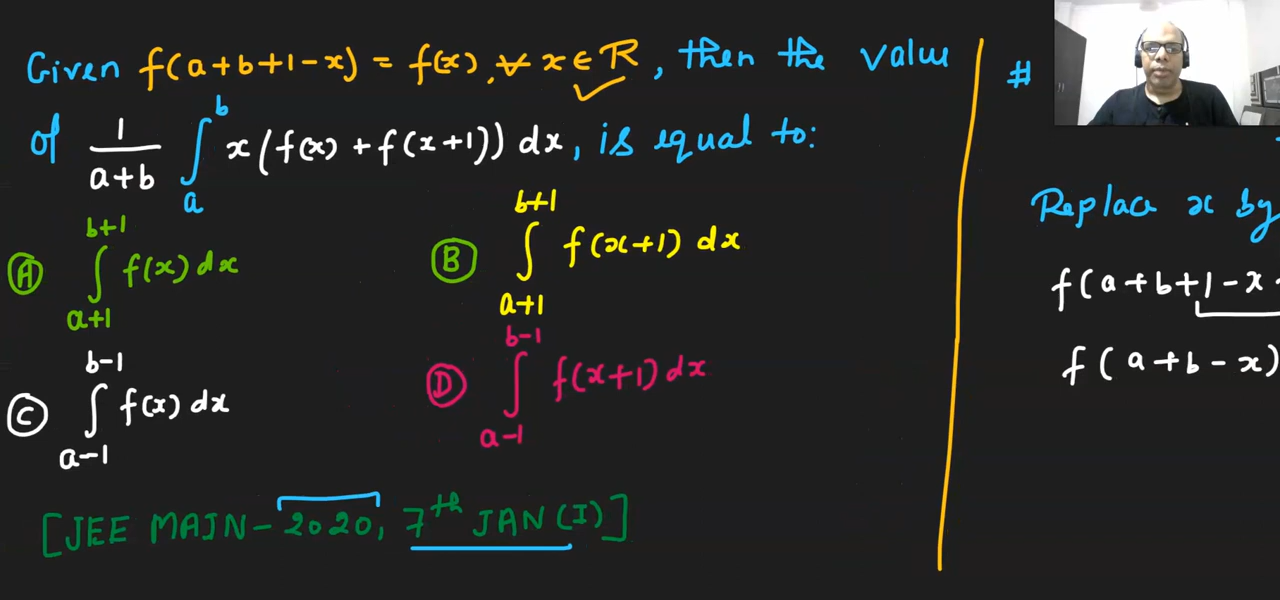 Given f(a+b+1-x) = f(x), ∀ x ∈ R, then the value
of 1/(a+b) ∫_a^b x(f(x) + f(x+1)) dx, is equal to:
(A) ∫_{a+1}^{b+1} f(x) dx
(B) ∫_{a+1}^{b+1} f(x+1) dx
(C) ∫_{a-1}^{b-1} f(x) dx
(D) ∫_{a-1}^{b-1} f(x+1) dx
[JEE MAIN-2020, 7th JAN (I)]
#
Replace x by
f(a+b+1-x
f(a+b-x)